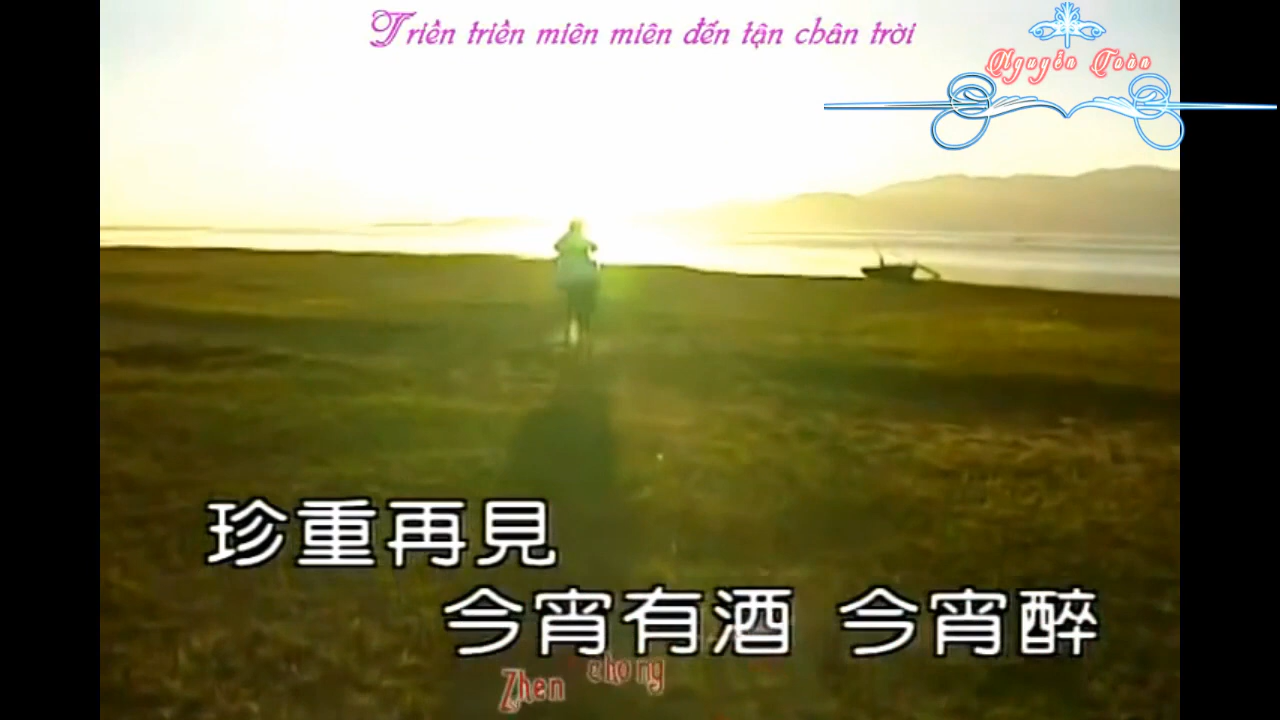 Triền triền miên miên đến tận chân trời
Nguyễn Toàn
珍重再見
今宵有酒 今宵醉
Zhen chong